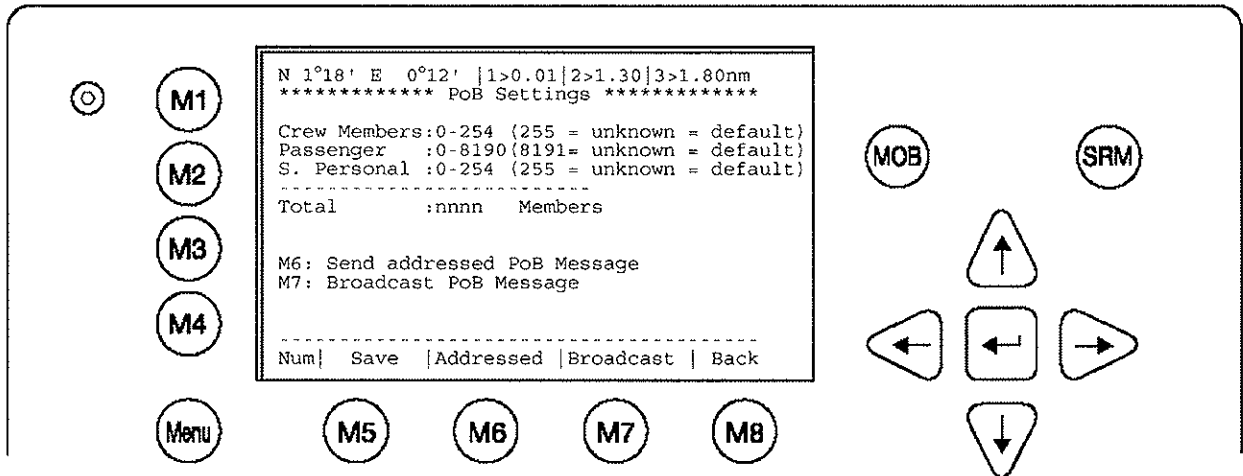 N 1°18' E 0°12' |1>0.01|2>1.30|3>1.80nm
************* PoB Settings *************
Crew Members:0-254 (255 = unknown = default)
Passenger :0-8190(8191= unknown = default)
S. Personal :0-254 (255 = unknown = default)
---------------------------
Total :nnnn Members
M6: Send addressed PoB Message
M7: Broadcast PoB Message
Num| Save |Addressed |Broadcast | Back
M1
M2
M3
M4
Menu
M5
M6
M7
M8
MOB
SRM